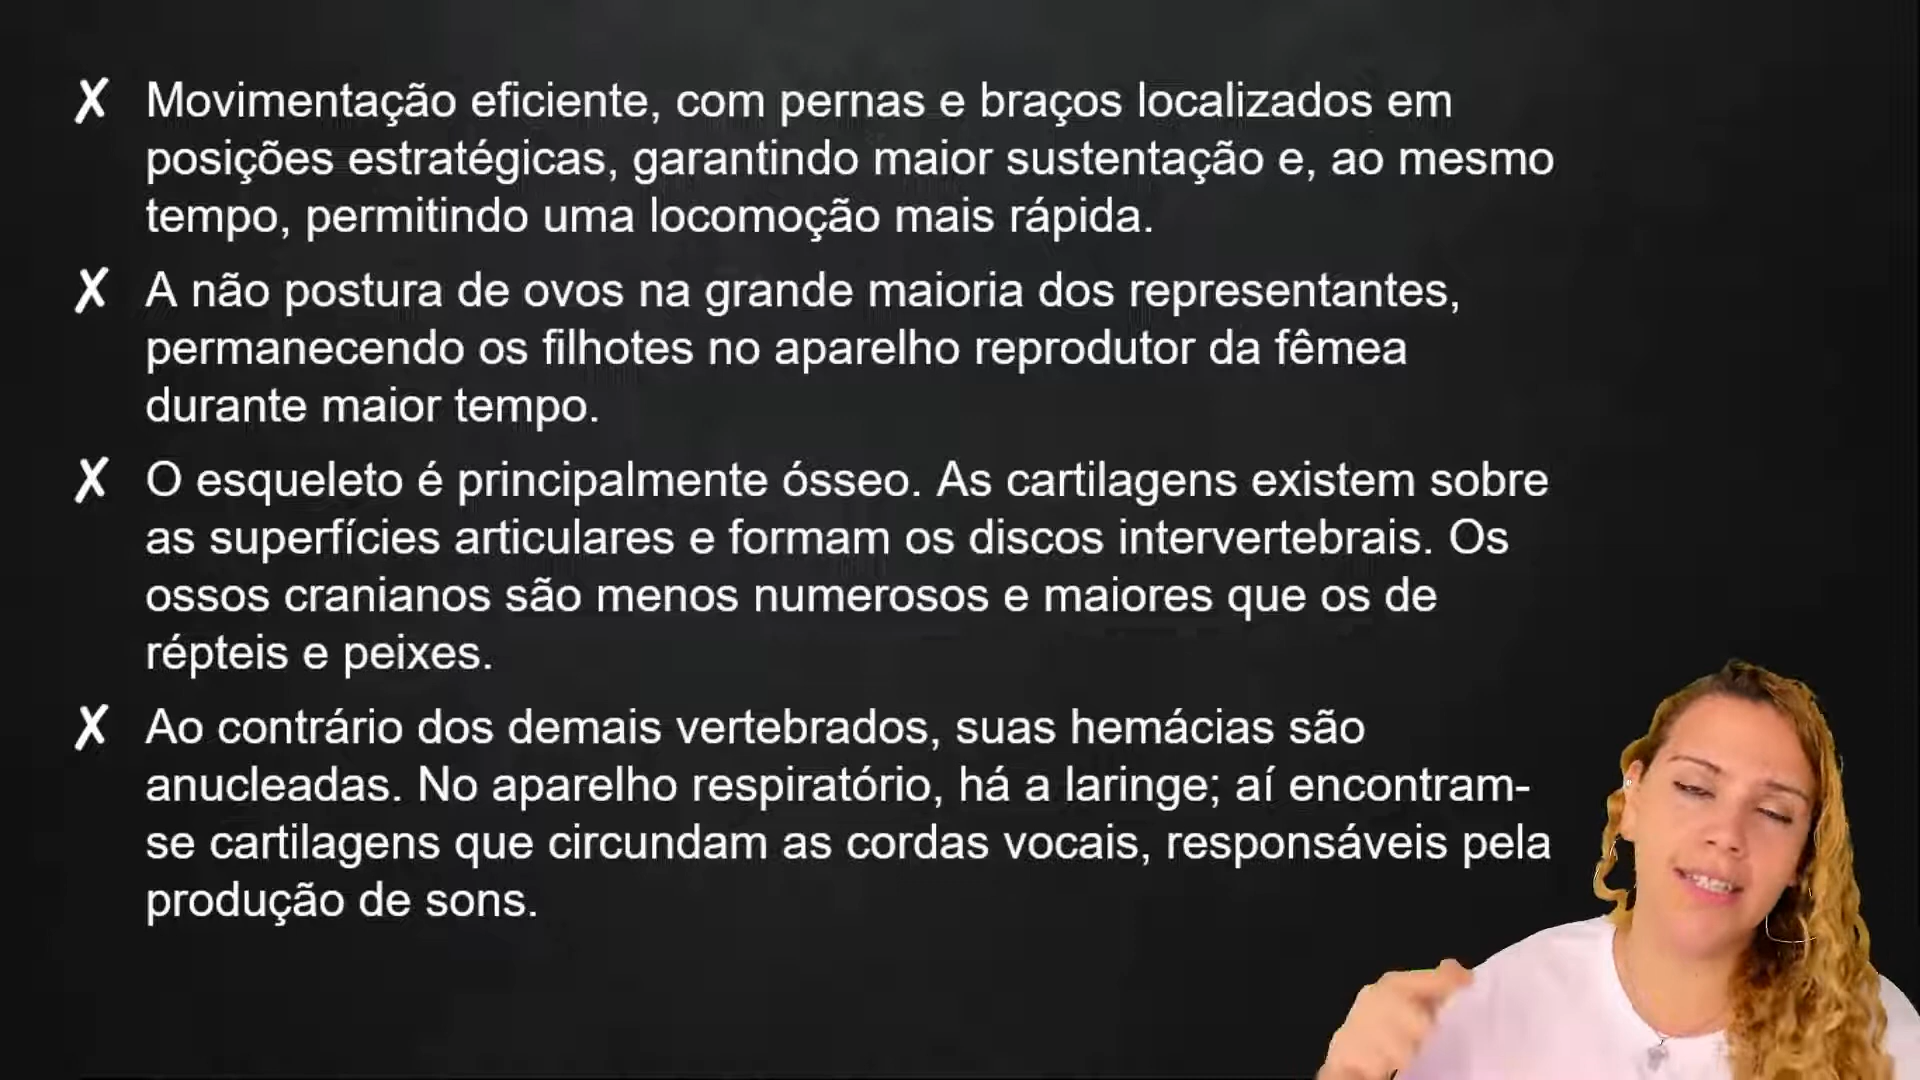 ✗ Movimentação eficiente, com pernas e braços localizados em
posições estratégicas, garantindo maior sustentação e, ao mesmo
tempo, permitindo uma locomoção mais rápida.
✗ A não postura de ovos na grande maioria dos representantes,
permanecendo os filhotes no aparelho reprodutor da fêmea
durante maior tempo.
✗ O esqueleto é principalmente ósseo. As cartilagens existem sobre
as superfícies articulares e formam os discos intervertebrais. Os
ossos cranianos são menos numerosos e maiores que os de
répteis e peixes.
✗ Ao contrário dos demais vertebrados, suas hemácias são
anucleadas. No aparelho respiratório, há a laringe; aí encontram-
se cartilagens que circundam as cordas vocais, responsáveis pela
produção de sons.